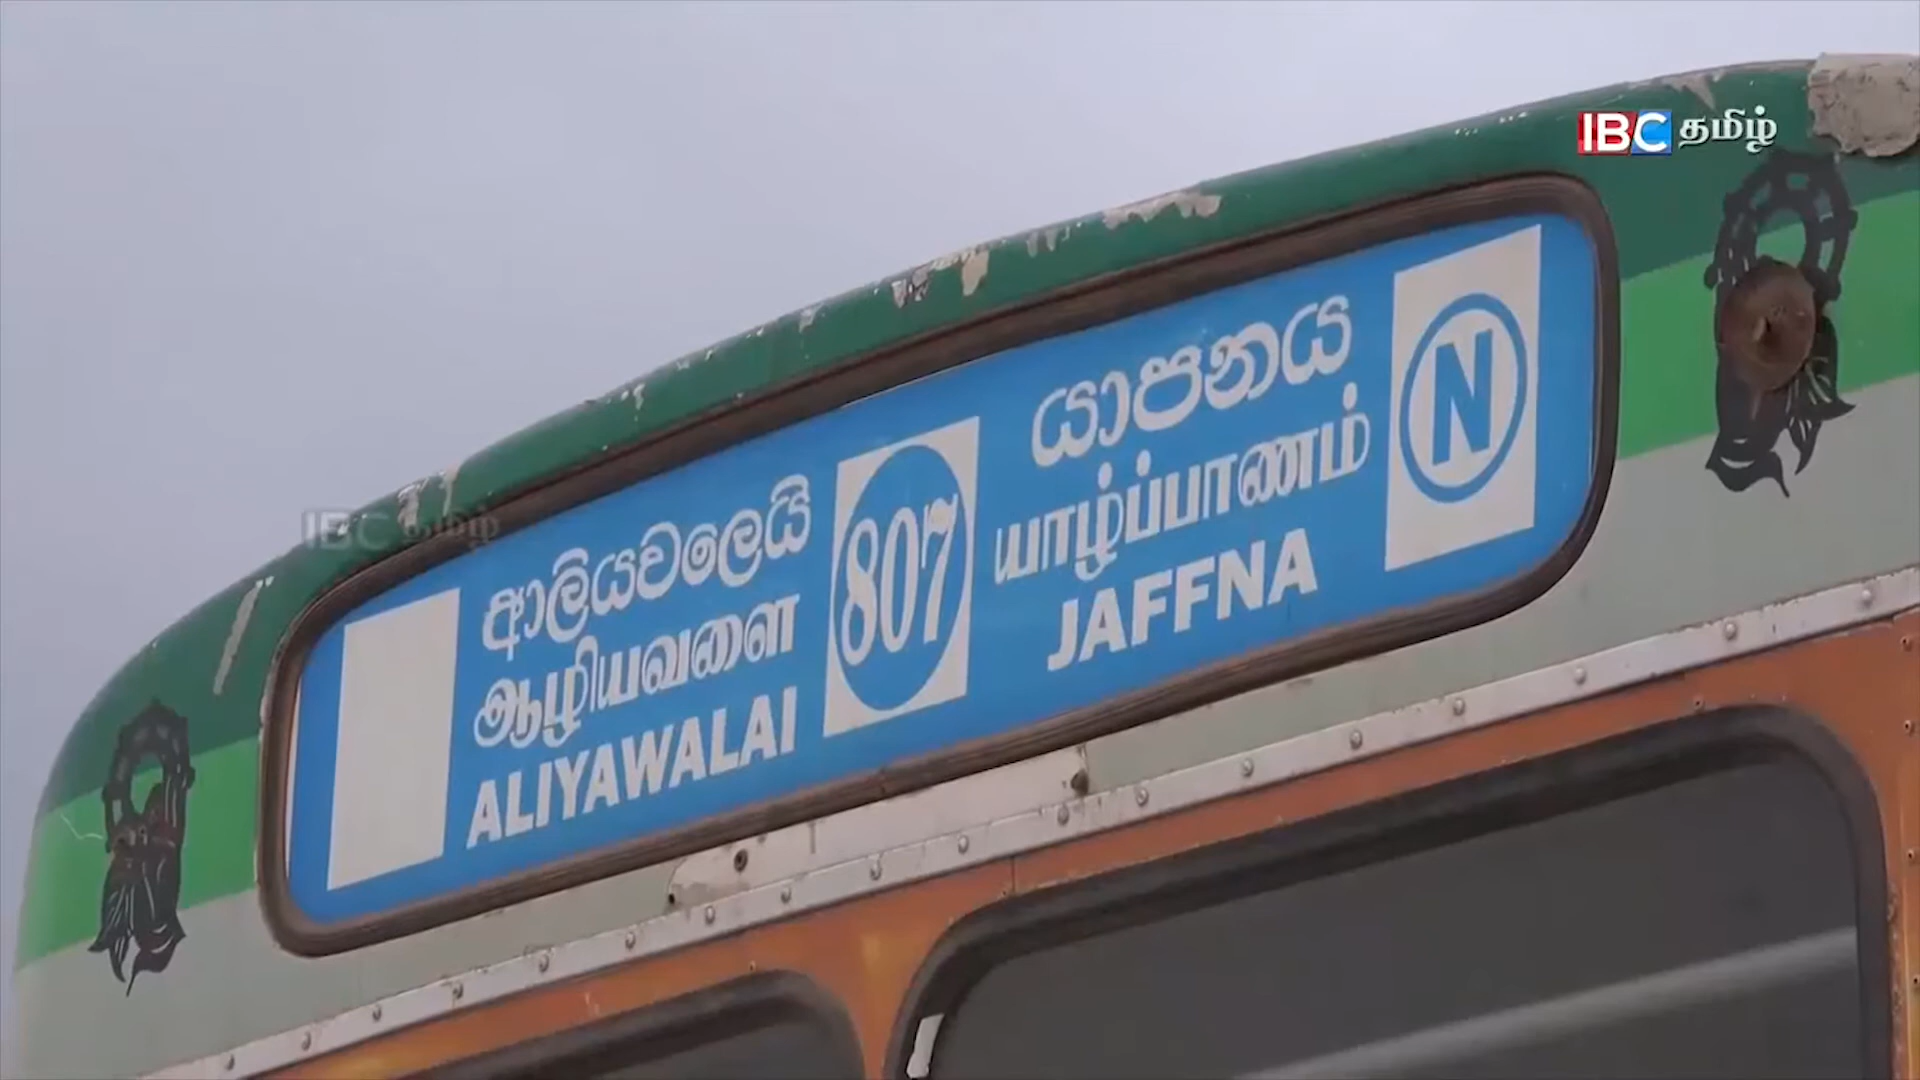 IBC தமிழ்
IBC தமிழ்
ආලියවලෙයි
ஆழியவளை
ALIYAWALAI
807
යාපනය
யாழ்ப்பாணம்
JAFFNA
N